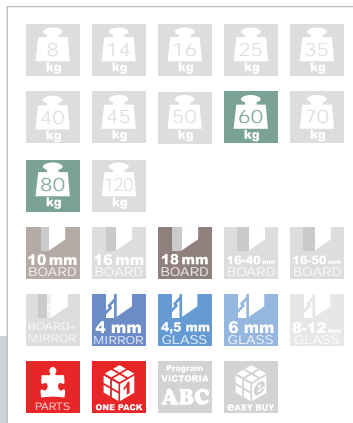 8 14 16 25 35
kg kg kg kg kg
40 45 50 60 70
kg kg kg kg kg
80 120
kg kg
10 mm 16 mm 18 mm 16-40 mm 16-50 mm
BOARD BOARD BOARD BOARD BOARD
BOARD+ 4 mm 4,5 mm 6 mm 8-12 mm
MIRROR MIRROR GLASS GLASS GLASS
PARTS
1
ONE PACK
Program
VICTORIA
ABC
e
eASY BUY